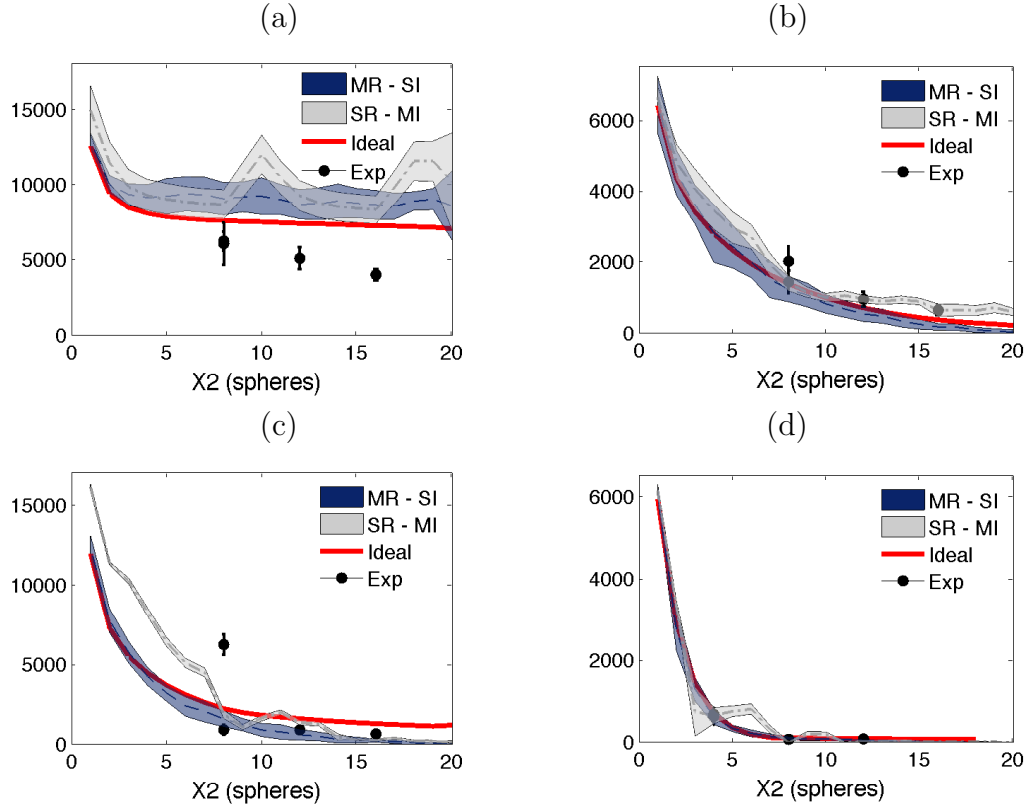 (a)
15000
10000
5000
0
0 5 10 15 20
X2 (spheres)
MR - SI
SR - MI
Ideal
Exp
(b)
6000
4000
2000
0
0 5 10 15 20
X2 (spheres)
MR - SI
SR - MI
Ideal
Exp
(c)
15000
10000
5000
0
0 5 10 15 20
X2 (spheres)
MR - SI
SR - MI
Ideal
Exp
(d)
6000
4000
2000
0
0 5 10 15 20
X2 (spheres)
MR - SI
SR - MI
Ideal
Exp